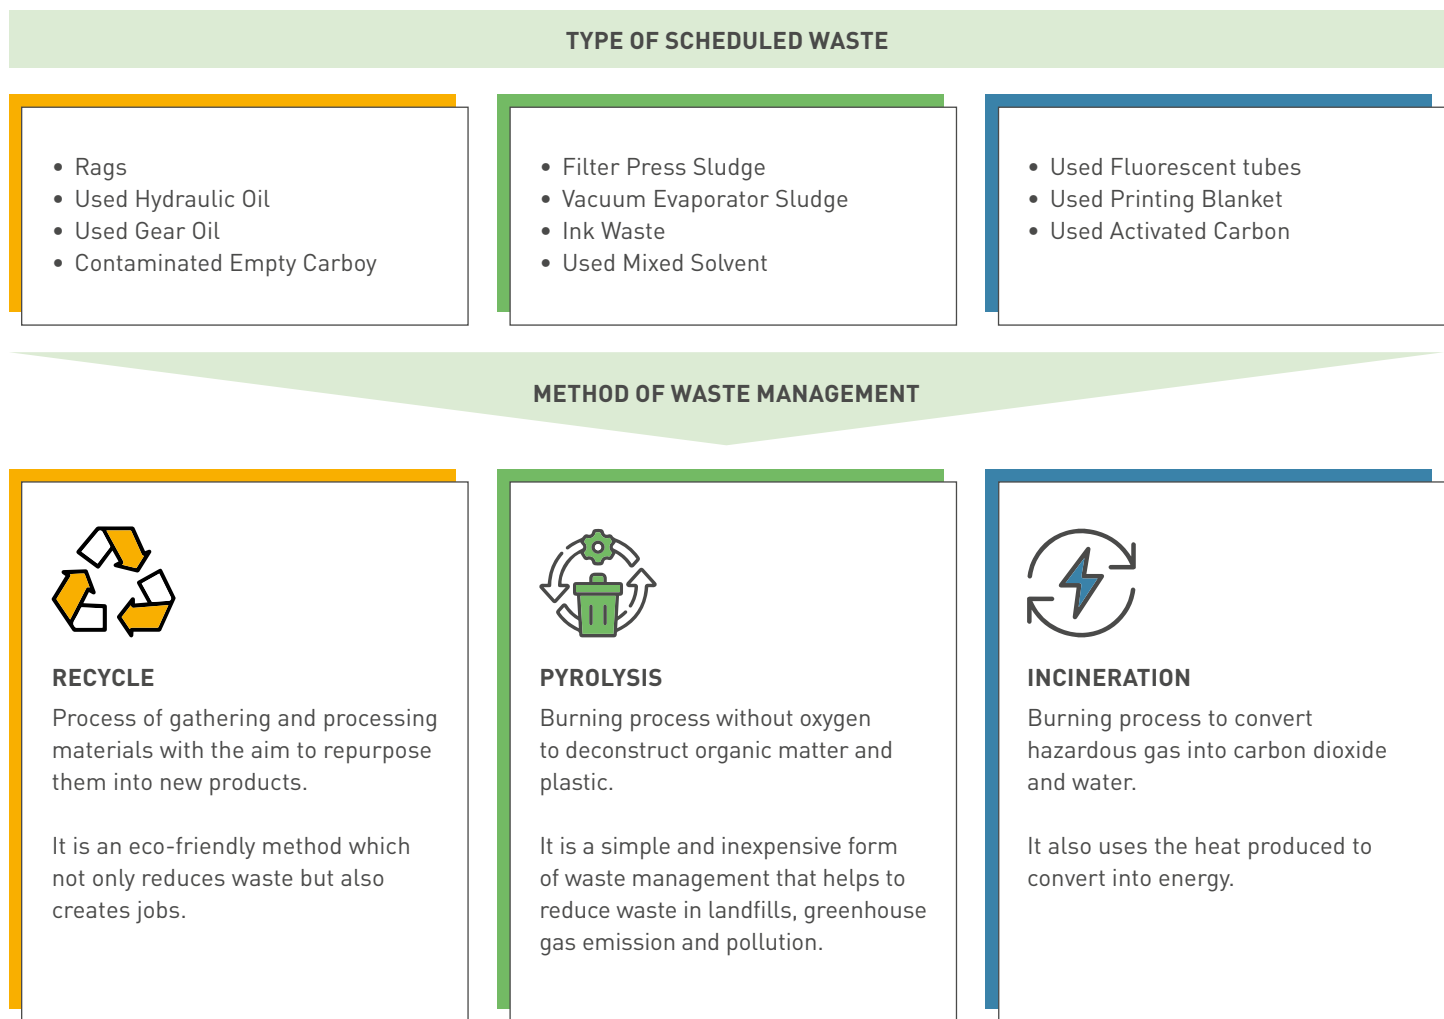 TYPE OF SCHEDULED WASTE
• Rags
• Used Hydraulic Oil
• Used Gear Oil
• Contaminated Empty Carboy
• Filter Press Sludge
• Vacuum Evaporator Sludge
• Ink Waste
• Used Mixed Solvent
• Used Fluorescent tubes
• Used Printing Blanket
• Used Activated Carbon
METHOD OF WASTE MANAGEMENT
RECYCLE
Process of gathering and processing
materials with the aim to repurpose
them into new products.
It is an eco-friendly method which
not only reduces waste but also
creates jobs.
PYROLYSIS
Burning process without oxygen
to deconstruct organic matter and
plastic.
It is a simple and inexpensive form
of waste management that helps to
reduce waste in landfills, greenhouse
gas emission and pollution.
INCINERATION
Burning process to convert
hazardous gas into carbon dioxide
and water.
It also uses the heat produced to
convert into energy.